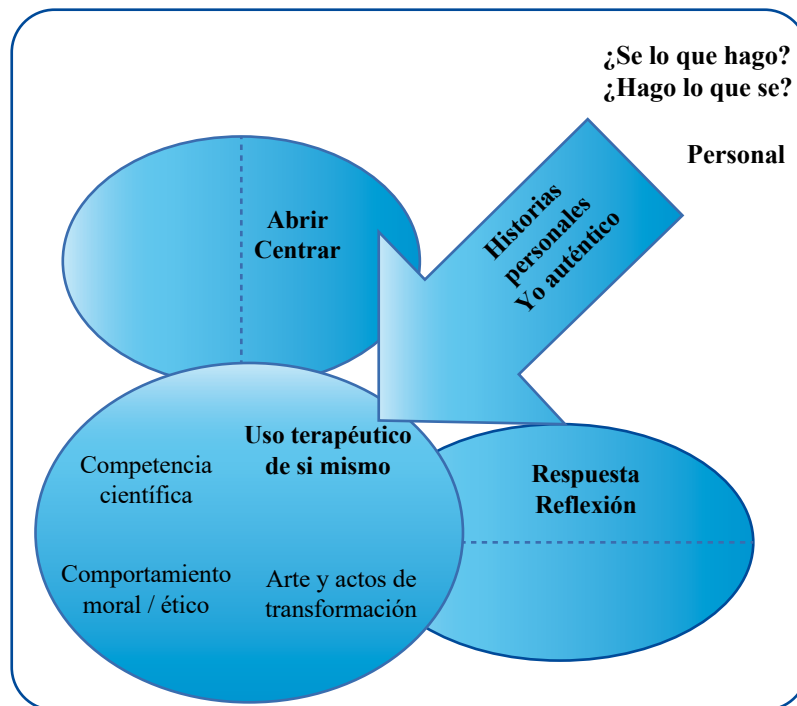 ¿Se lo que hago?
¿Hago lo que se?
Personal
Historias
personales
Yo auténtico
Abrir
Centrar
Uso terapéutico
de si mismo
Competencia
científica
Comportamiento
moral / ético
Arte y actos de
transformación
Respuesta
Reflexión